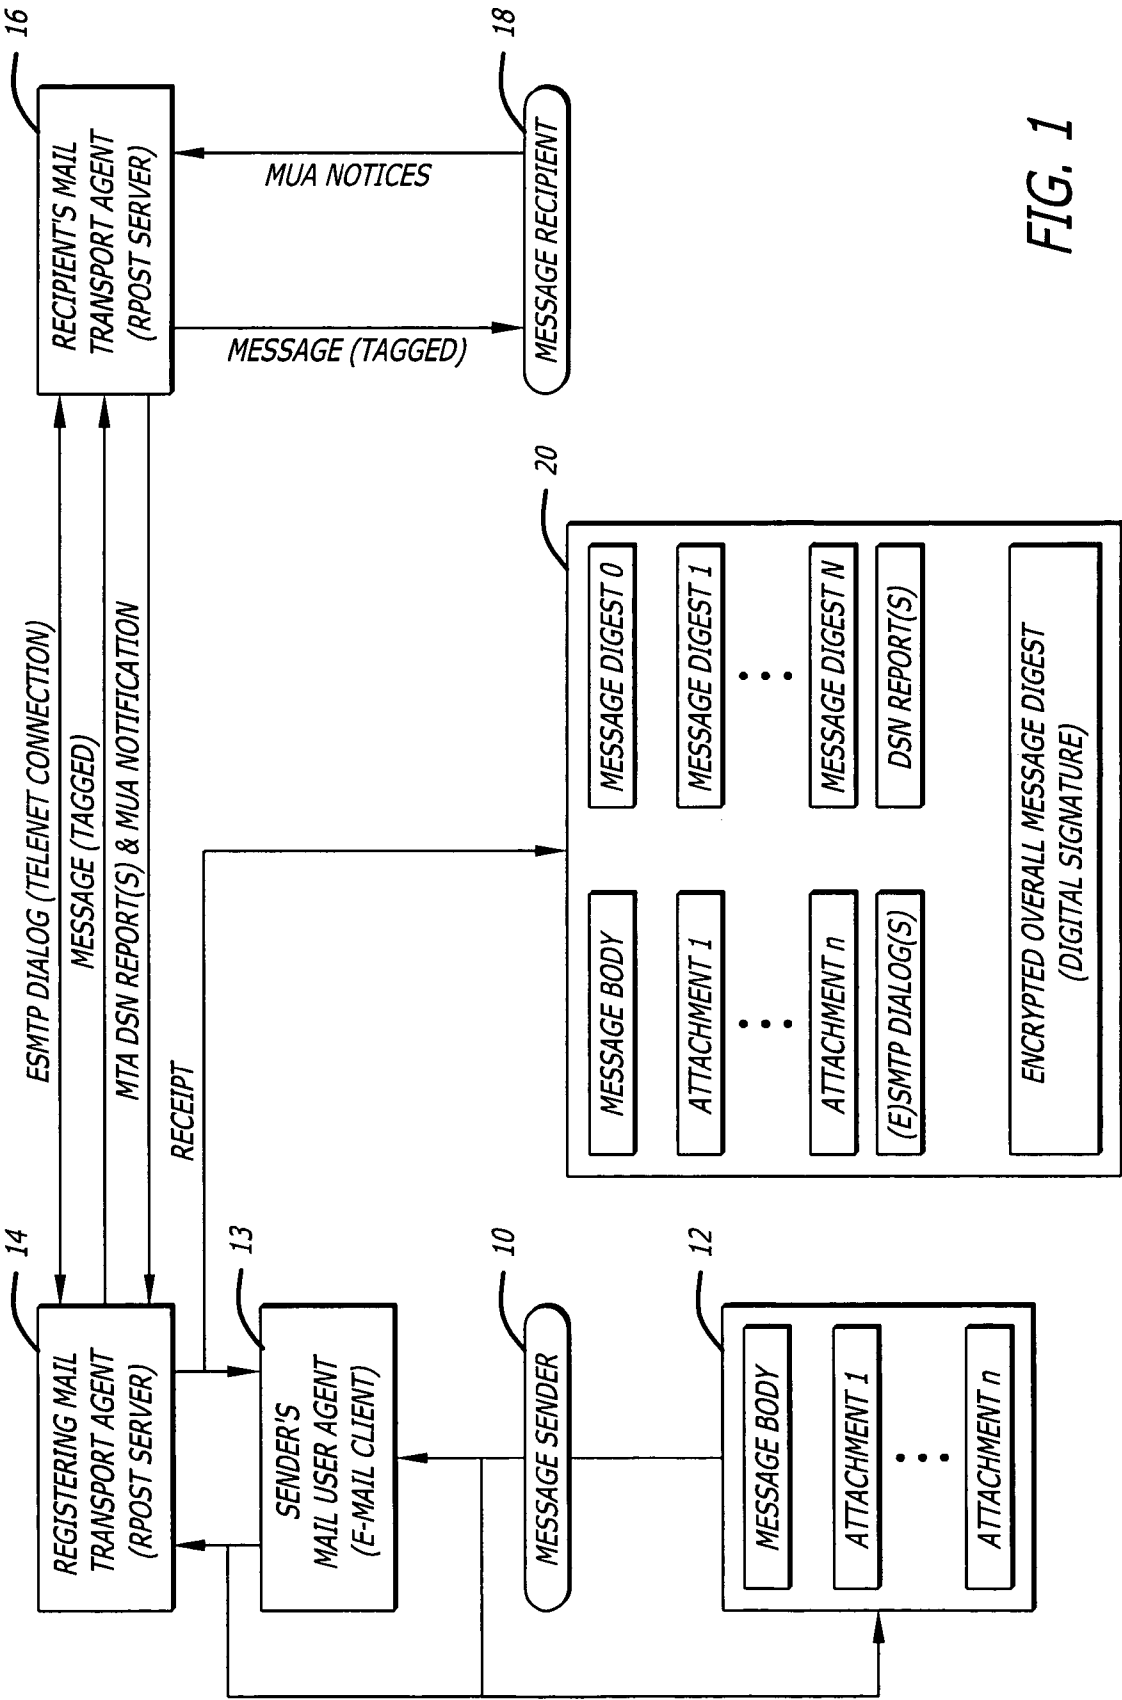 14
REGISTERING MAIL
TRANSPORT AGENT
(RPOST SERVER)
ESMTP DIALOG (TELENET CONNECTION)
MESSAGE (TAGGED)
MTA DSN REPORT(S) & MUA NOTIFICATION
16
RECIPIENT'S MAIL
TRANSPORT AGENT
(RPOST SERVER)
RECEIPT
13
SENDER'S
MAIL USER AGENT
(E-MAIL CLIENT)
MESSAGE (TAGGED)
MUA NOTICES
10
MESSAGE SENDER
18
MESSAGE RECIPIENT
12
MESSAGE BODY
ATTACHMENT 1
ATTACHMENT n
20
MESSAGE BODY
MESSAGE DIGEST 0
ATTACHMENT 1
MESSAGE DIGEST 1
ATTACHMENT n
MESSAGE DIGEST N
(E)SMTP DIALOG(S)
DSN REPORT(S)
ENCRYPTED OVERALL MESSAGE DIGEST
(DIGITAL SIGNATURE)
FIG. 1